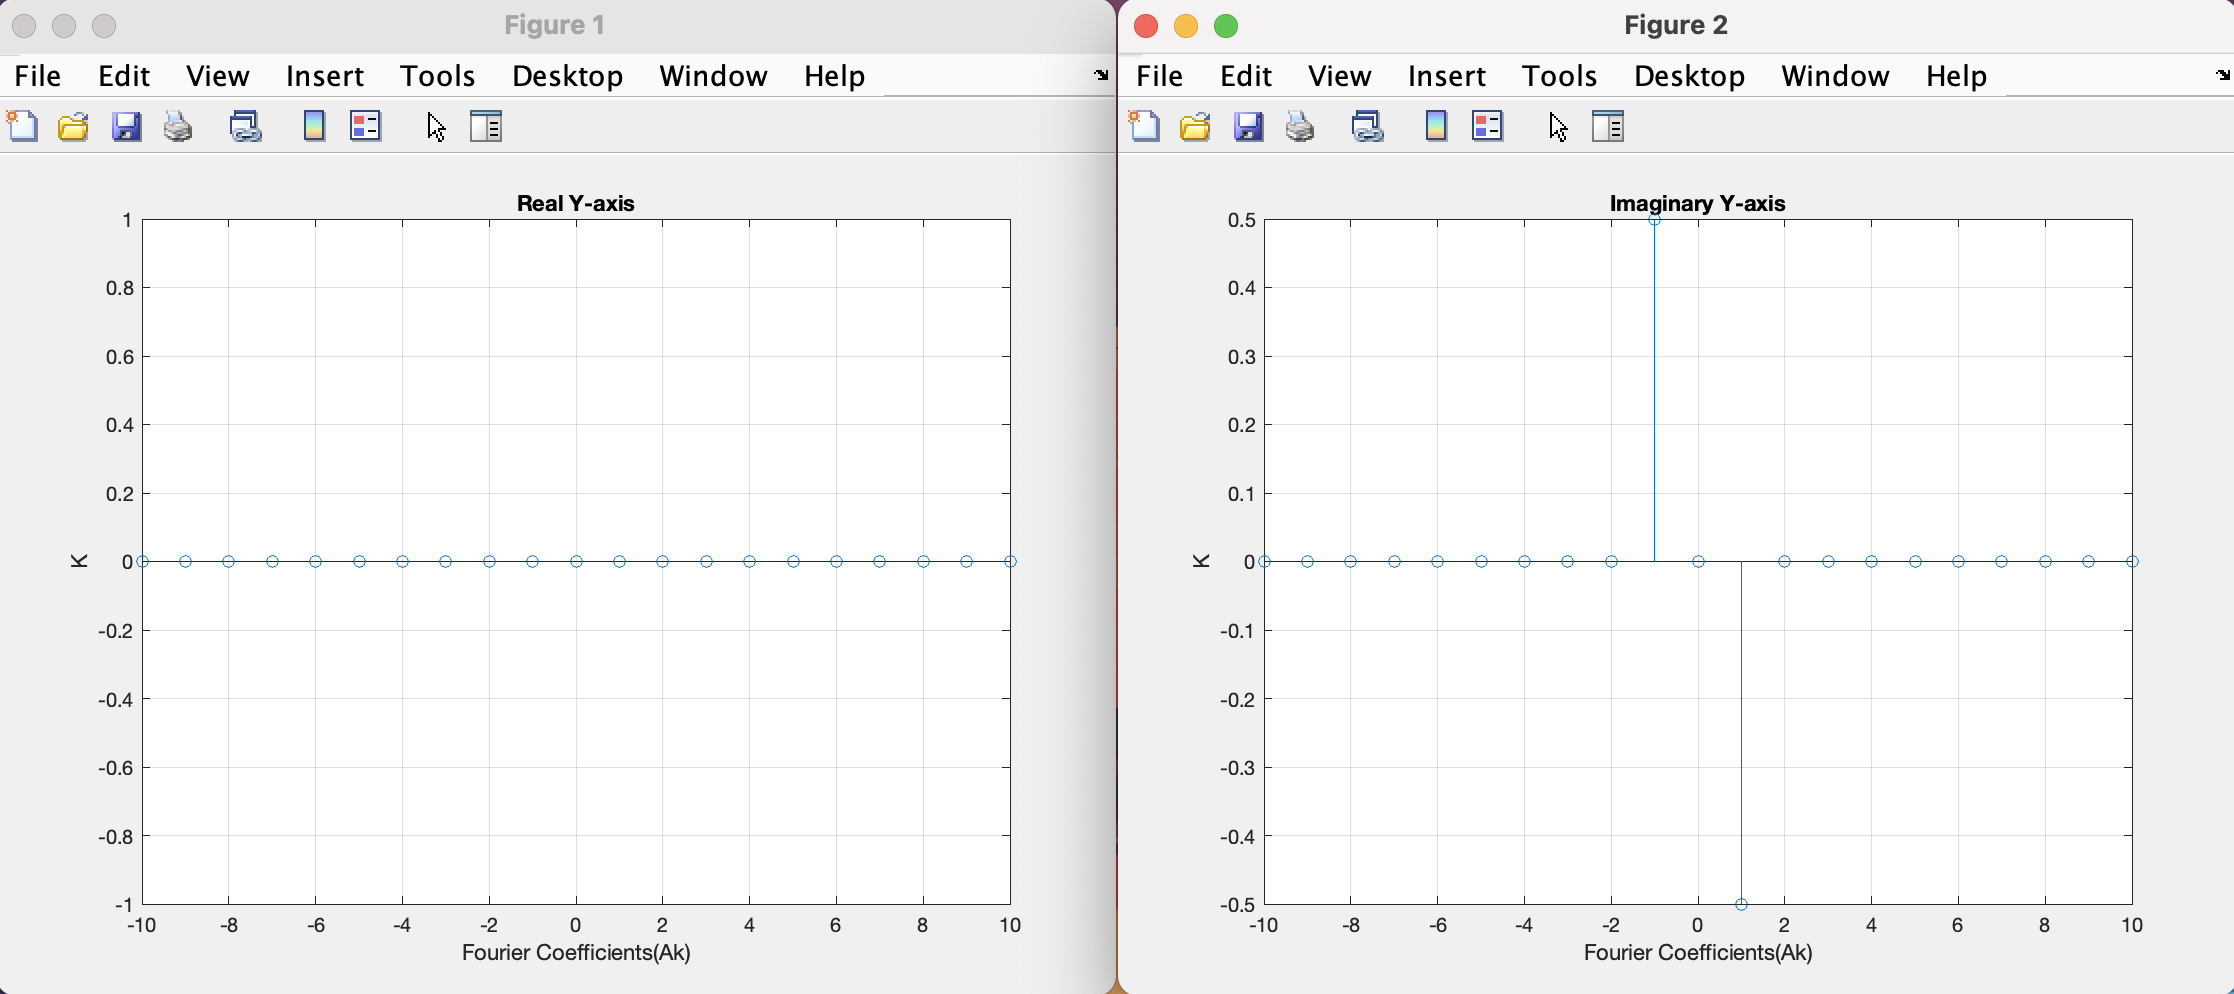 Figure 1
File Edit View Insert Tools Desktop Window Help
Real Y-axis
1
0.8
0.6
0.4
0.2
0
-0.2
-0.4
-0.6
-0.8
-1
K
-10 -8 -6 -4 -2 0 2 4 6 8 10
Fourier Coefficients(Ak)
Figure 2
File Edit View Insert Tools Desktop Window Help
Imaginary Y-axis
0.5
0.4
0.3
0.2
0.1
0
-0.1
-0.2
-0.3
-0.4
-0.5
K
-10 -8 -6 -4 -2 0 2 4 6 8 10
Fourier Coefficients(Ak)